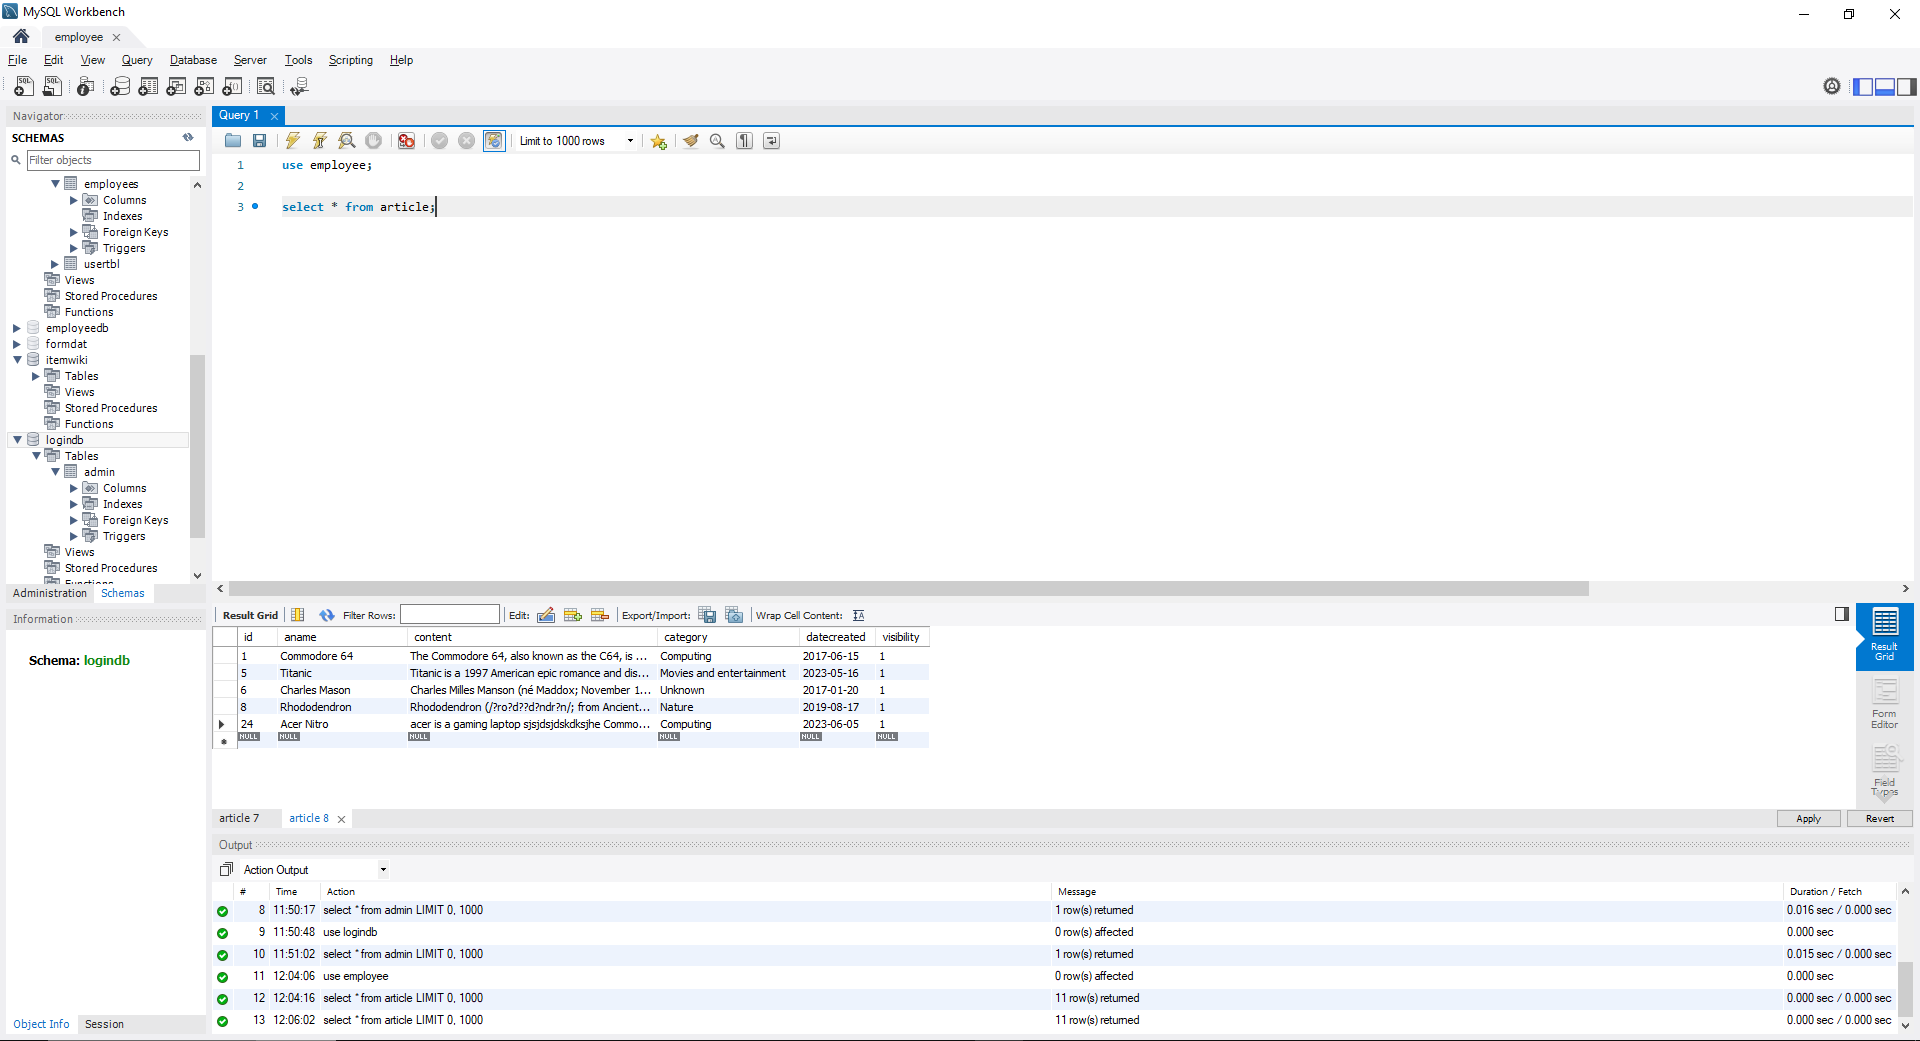 MySQL Workbench
employee
File Edit View Query Database Server Tools Scripting Help
Navigator
SCHEMAS
Filter objects
employees
Columns
Indexes
Foreign Keys
Triggers
usertbl
Views
Stored Procedures
Functions
employeedb
formdat
itemwiki
Tables
Views
Stored Procedures
Functions
logindb
Tables
admin
Columns
Indexes
Foreign Keys
Triggers
Views
Stored Procedures
Functions
Administration Schemas
Information
Schema: logindb
Object Info Session
Query 1
Limit to 1000 rows
1 use employee;
2
3 select * from article;
Result Grid Filter Rows: Edit: Export/Import: Wrap Cell Content:
id aname content category datecreated visibility
1 Commodore 64 The Commodore 64, also known as the C64, is ... Computing 2017-06-15 1
5 Titanic Titanic is a 1997 American epic romance and dis... Movies and entertainment 2023-05-16 1
6 Charles Mason Charles Milles Manson (né Maddox; November 1... Unknown 2017-01-20 1
8 Rhododendron Rhododendron (/?ro?d??d?ndr?n/; from Ancient... Nature 2019-08-17 1
24 Acer Nitro acer is a gaming laptop sjsjdsjdskdksjhe Commo... Computing 2023-06-05 1
NULL NULL NULL NULL NULL NULL
Result Grid
Form Editor
Field Types
article 7 article 8
Apply Revert
Output
Action Output
# Time Action Message Duration / Fetch
8 11:50:17 select * from admin LIMIT 0, 1000 1 row(s) returned 0.016 sec / 0.000 sec
9 11:50:48 use logindb 0 row(s) affected 0.000 sec
10 11:51:02 select * from admin LIMIT 0, 1000 1 row(s) returned 0.015 sec / 0.000 sec
11 12:04:06 use employee 0 row(s) affected 0.000 sec
12 12:04:16 select * from article LIMIT 0, 1000 11 row(s) returned 0.000 sec / 0.000 sec
13 12:06:02 select * from article LIMIT 0, 1000 11 row(s) returned 0.000 sec / 0.000 sec